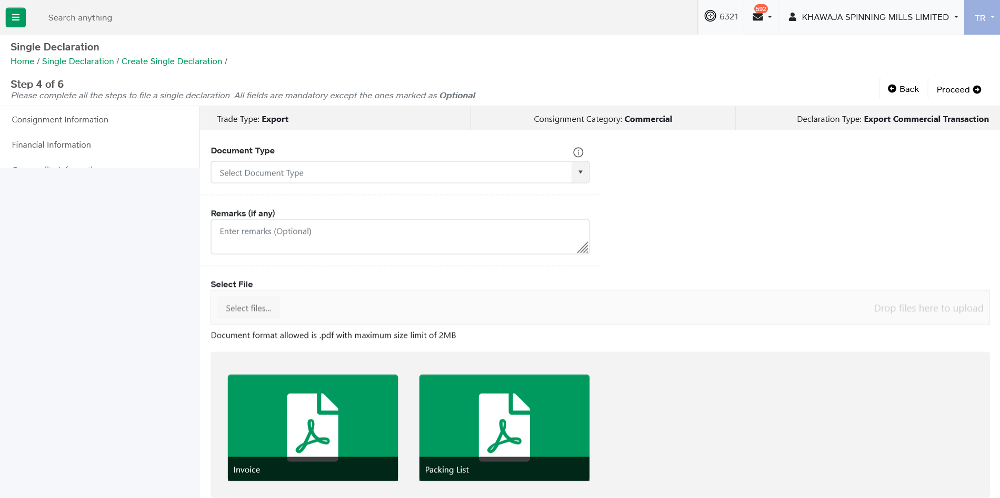 Search anything
6321
592
KHAWAJA SPINNING MILLS LIMITED
TR
Single Declaration
Home / Single Declaration / Create Single Declaration /
Step 4 of 6
Please complete all the steps to file a single declaration. All fields are mandatory except the ones marked as Optional.
Back
Proceed
Consignment Information
Financial Information
Trade Type: Export
Consignment Category: Commercial
Declaration Type: Export Commercial Transaction
Document Type
Select Document Type
Remarks (if any)
Enter remarks (Optional)
Select File
Select files...
Drop files here to upload
Document format allowed is .pdf with maximum size limit of 2MB
Invoice
Packing List